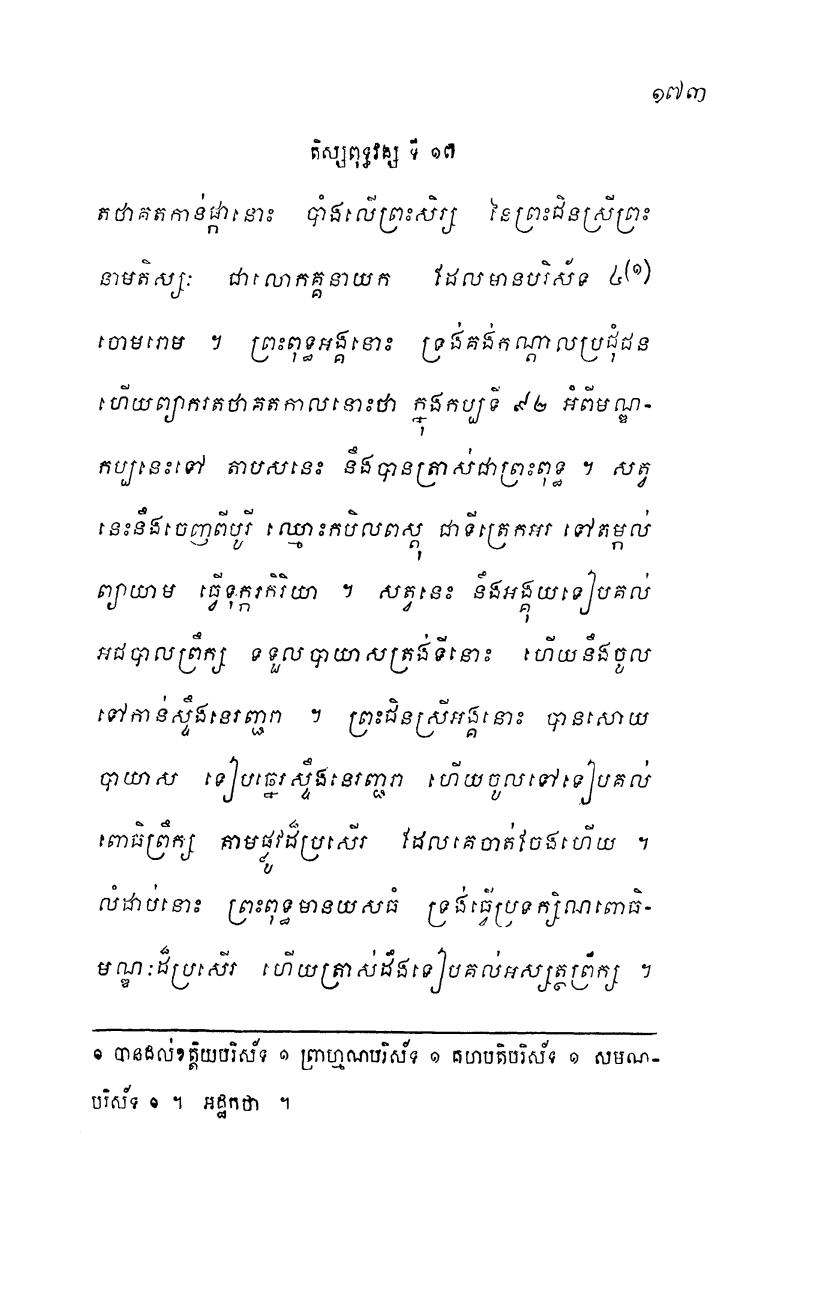 ១៧៣
តិស្សពុទ្ធវង្ស ទី ១៧
តថាគតកាន់ផ្កានោះ បាំងលើព្រះសិរ្ស នៃព្រះជិនស្រីព្រះ
នាមតិស្សៈ ជាលោកគ្គនាយក ដែលមានបរិស័ទ ៤(១)
ចោមរោម ។ ព្រះពុទ្ធអង្គនោះ ទ្រង់គង់កណ្តាលប្រជុំជន
ហើយព្យាករតថាគតកាលនោះថា ក្នុងកប្បទី ៩២ អំពីមណ្ឌ-
កប្បនេះទៅ តាបសនេះ នឹងបានត្រាស់ជាព្រះពុទ្ធ ។ សត្វ
នេះនឹងចេញពីបូរី ឈ្មោះកបិលពស្តុ ជាទីត្រេកអរ ទៅតម្កល់
ព្យាយាម ធ្វើទុក្ករកិរិយា ។ សត្វនេះ នឹងអង្គុយទៀបគល់
អជបាលព្រឹក្ស ទទួលបាយាសត្រង់ទីនោះ ហើយនឹងចូល
ទៅកាន់ស្ទឹងនេរញ្ជរា ។ ព្រះជិនស្រីអង្គនោះ បានសោយ
បាយាស ទៀបឆ្នេរស្ទឹងនេរញ្ជរា ហើយចូលទៅទៀបគល់
ពោធិព្រឹក្ស តាមផ្លូវដ៏ប្រសើរ ដែលគេចាត់ចែងហើយ ។
លំដាប់នោះ ព្រះពុទ្ធមានយសធំ ទ្រង់ធ្វើប្រទក្សិណពោធិ-
មណ្ឌៈដ៏ប្រសើរ ហើយត្រាស់ដឹងទៀបគល់អស្សត្ថព្រឹក្ស ។
១ បានដល់ខត្តិយបរិស័ទ ១ ព្រាហ្មណបរិស័ទ ១ គហបតិបរិស័ទ ១ សមណ-
បរិស័ទ ១ ។ អដ្ឋកថា ។